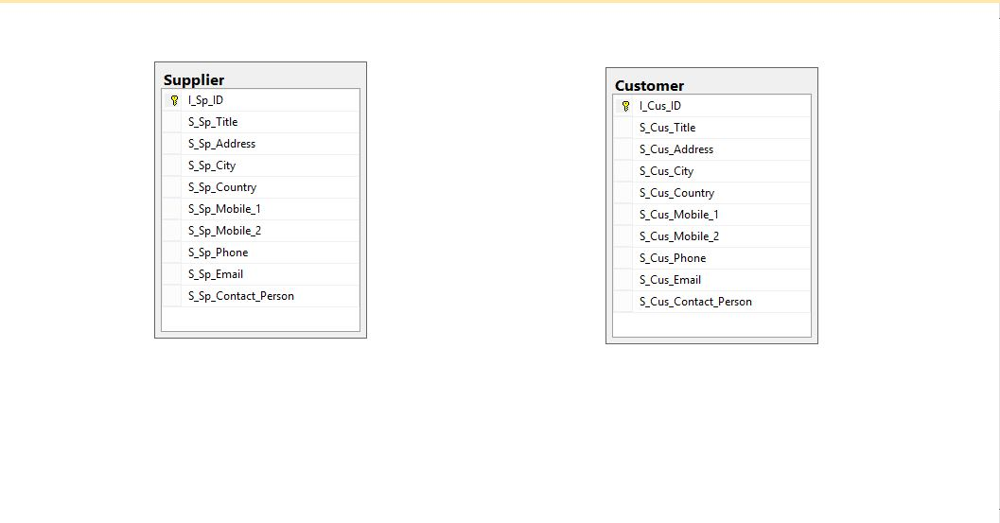 Supplier
I_Sp_ID
S_Sp_Title
S_Sp_Address
S_Sp_City
S_Sp_Country
S_Sp_Mobile_1
S_Sp_Mobile_2
S_Sp_Phone
S_Sp_Email
S_Sp_Contact_Person
Customer
I_Cus_ID
S_Cus_Title
S_Cus_Address
S_Cus_City
S_Cus_Country
S_Cus_Mobile_1
S_Cus_Mobile_2
S_Cus_Phone
S_Cus_Email
S_Cus_Contact_Person